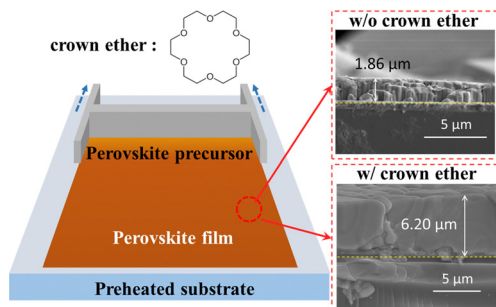 crown ether :
O
O
O
O
O
O
Perovskite precursor
Perovskite film
Preheated substrate
w/o crown ether
1.86 μm
5 μm
w/ crown ether
6.20 μm
5 μm